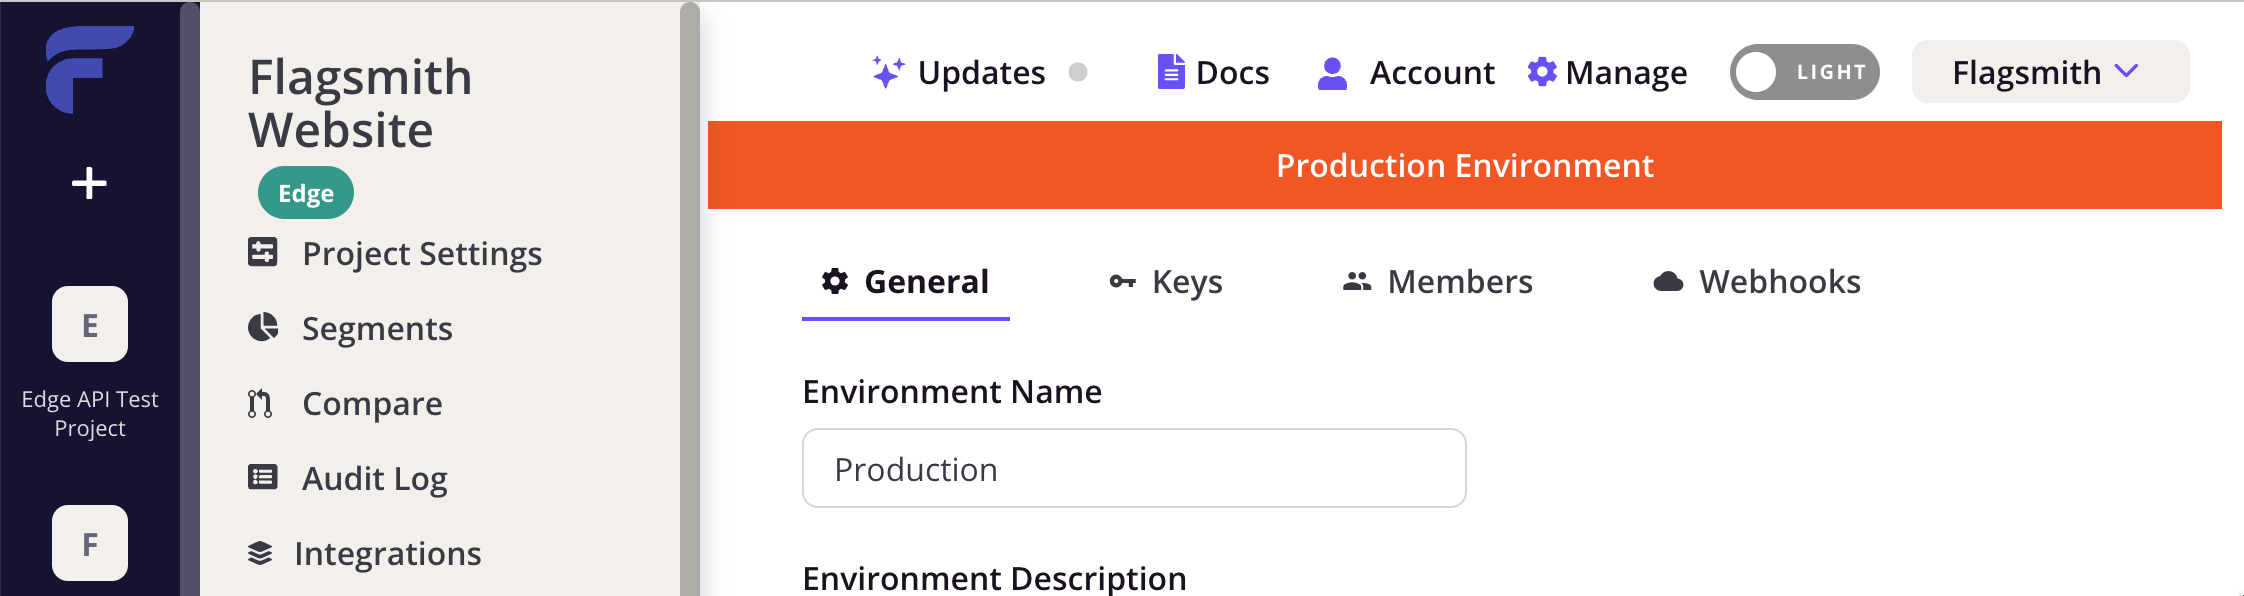 Updates
Docs
Account
Manage
LIGHT
Flagsmith
+
E
Edge API Test
Project
F
Flagsmith
Website
Edge
Project Settings
Segments
Compare
Audit Log
Integrations
Production Environment
General
Keys
Members
Webhooks
Environment Name
Production
Environment Description